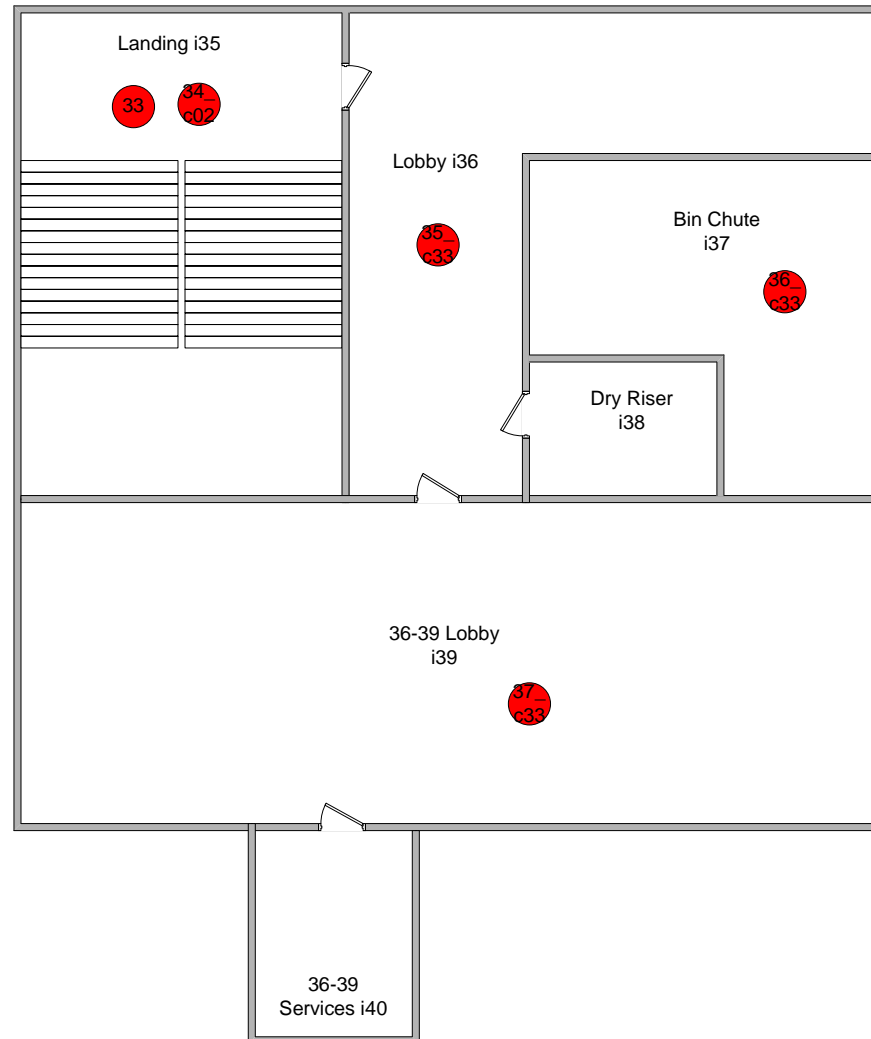 Landing i35
33
34_
c02
Lobby i36
35_
c33
Bin Chute
i37
36_
c33
Dry Riser
i38
36-39 Lobby
i39
37_
c33
36-39
Services i40